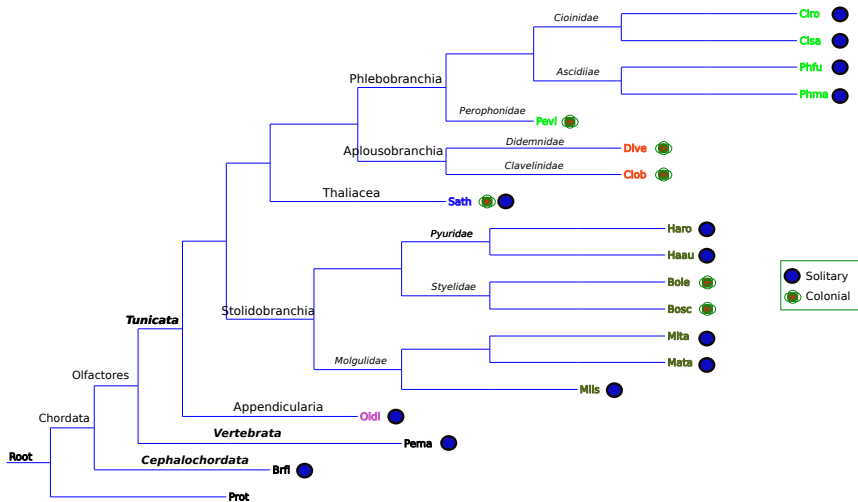 Cioinidae
Ciro
Cisa
Phlebobranchia
Ascidiiae
Phfu
Phma
Perophonidae
Pevi
Didemnidae
Dive
Aplousobranchia
Clavelinidae
Clob
Thaliacea
Sath
Pyuridae
Haro
Haau
Styelidae
Bole
Solitary
Colonial
Stolidobranchia
Bosc
Tunicata
Mita
Molgulidae
Mata
Mlis
Olfactores
Appendicularia
Oidi
Chordata
Vertebrata
Pema
Root
Cephalochordata
Brfl
Prot